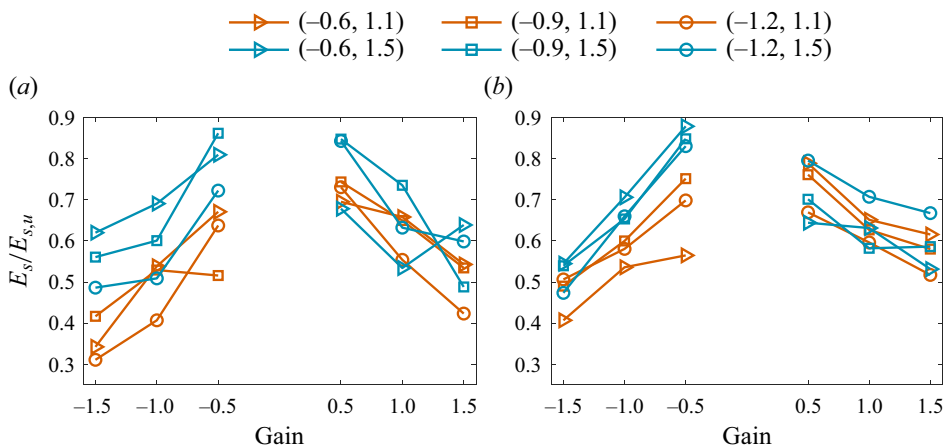 (–0.6, 1.1) (–0.9, 1.1) (–1.2, 1.1)
(–0.6, 1.5) (–0.9, 1.5) (–1.2, 1.5)
(a) (b)
0.9 0.9
0.8 0.8
0.7 0.7
0.6 0.6
0.5 0.5
0.4 0.4
0.3 0.3
E_s/E_{s,u}
–1.5 –1.0 –0.5 0.5 1.0 1.5 –1.5 –1.0 –0.5 0.5 1.0 1.5
Gain Gain